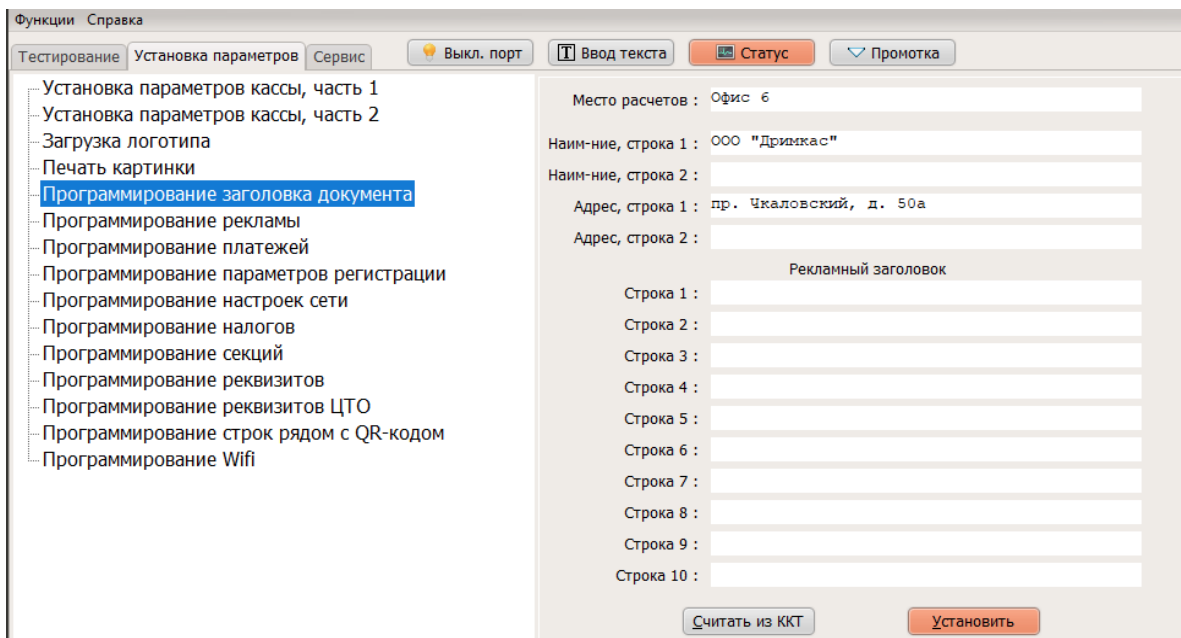 Функции Справка
Тестирование Установка параметров Сервис Выкл. порт Ввод текста Статус Промотка
Установка параметров кассы, часть 1
Установка параметров кассы, часть 2
Загрузка логотипа
Печать картинки
Программирование заголовка документа
Программирование рекламы
Программирование платежей
Программирование параметров регистрации
Программирование настроек сети
Программирование налогов
Программирование секций
Программирование реквизитов
Программирование реквизитов ЦТО
Программирование строк рядом с QR-кодом
Программирование Wifi
Место расчетов : Офис 6
Наим-ние, строка 1 : ООО "Дримкас"
Наим-ние, строка 2 :
Адрес, строка 1 : пр. Чкаловский, д. 50а
Адрес, строка 2 :
Рекламный заголовок
Строка 1 :
Строка 2 :
Строка 3 :
Строка 4 :
Строка 5 :
Строка 6 :
Строка 7 :
Строка 8 :
Строка 9 :
Строка 10 :
Считать из ККТ Установить